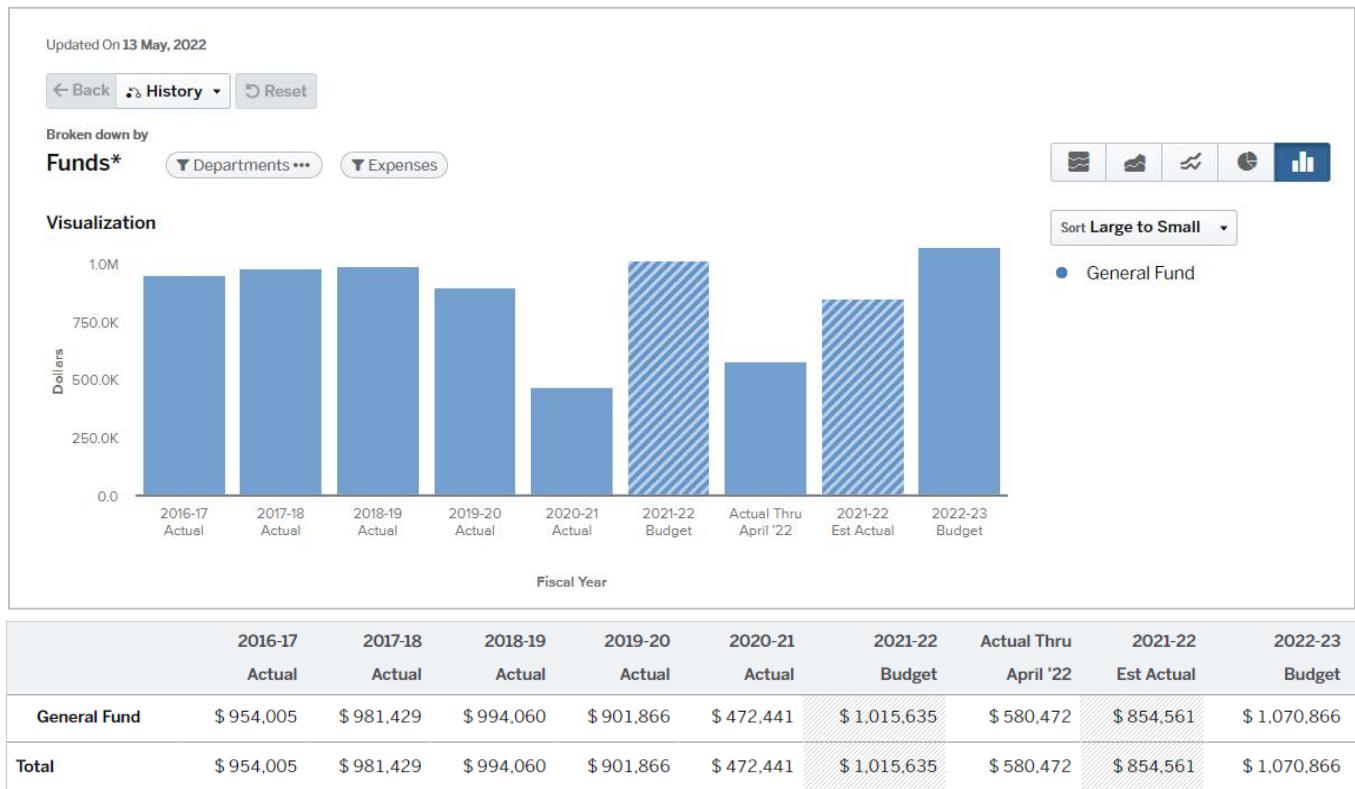 Updated On 13 May, 2022
← Back History ▾ Reset
Broken down by
Funds* Departments ••• Expenses
Visualization
Sort Large to Small ▾
General Fund
1.0M
750.0K
500.0K
250.0K
0.0
Dollars
2016-17 2017-18 2018-19 2019-20 2020-21 2021-22 Actual Thru 2021-22 2022-23
Actual Actual Actual Actual Actual Budget April '22 Est Actual Budget
Fiscal Year
2016-17 2017-18 2018-19 2019-20 2020-21 2021-22 Actual Thru 2021-22 2022-23
Actual Actual Actual Actual Actual Budget April '22 Est Actual Budget
General Fund $ 954,005 $ 981,429 $ 994,060 $ 901,866 $ 472,441 $ 1,015,635 $ 580,472 $ 854,561 $ 1,070,866
Total $ 954,005 $ 981,429 $ 994,060 $ 901,866 $ 472,441 $ 1,015,635 $ 580,472 $ 854,561 $ 1,070,866